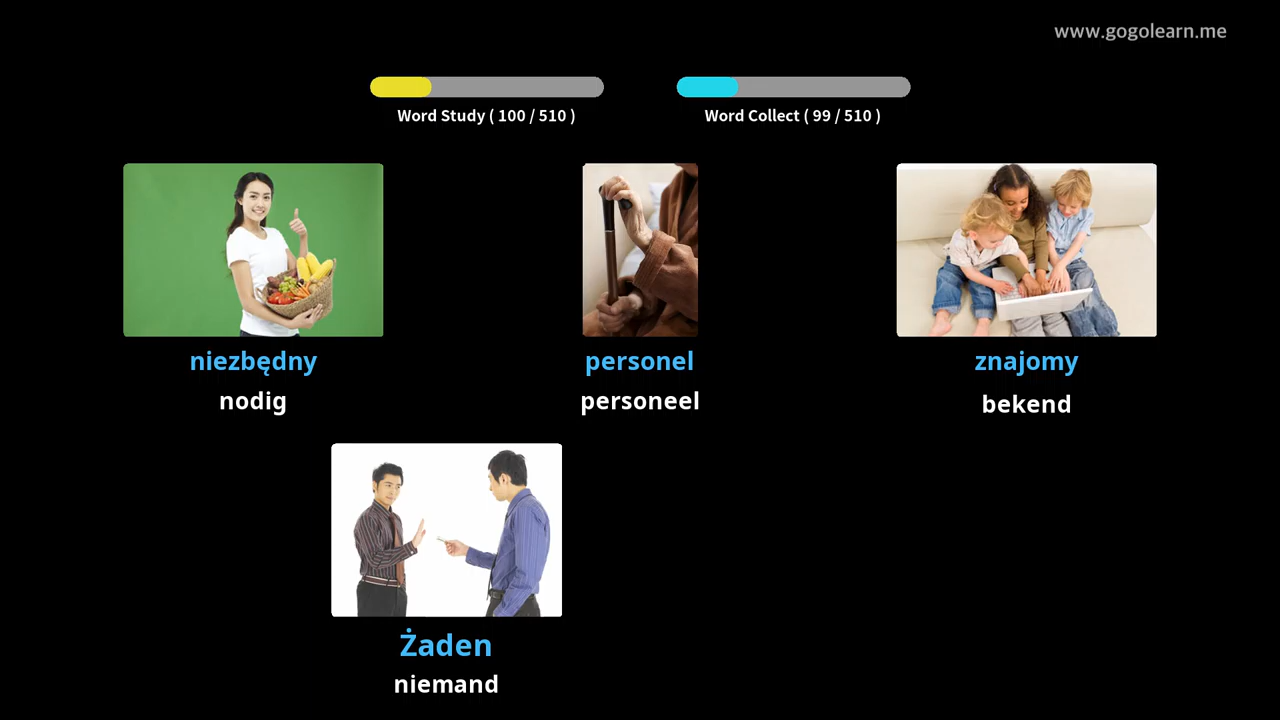 www.gogolearn.me
Word Study ( 100 / 510 )
Word Collect ( 99 / 510 )
niezbędny
nodig
personel
personeel
znajomy
bekend
Żaden
niemand